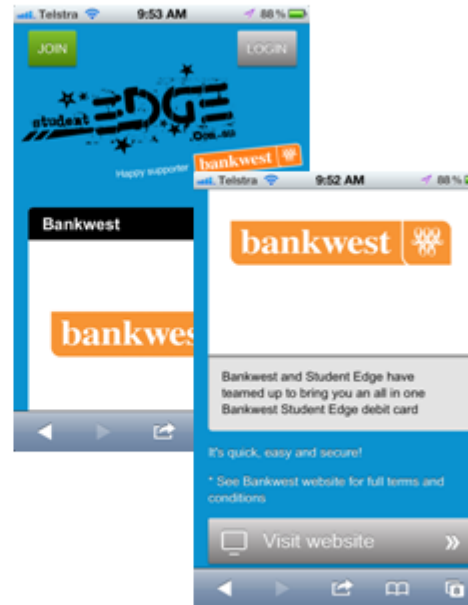 Telstra 9:53 AM 88 %
JOIN LOGIN
student EDGE
.com.au
Happy supporter bankwest
Bankwest
bankwes
Telstra 9:52 AM 88 %
bankwest
Bankwest and Student Edge have
teamed up to bring you an all in one
Bankwest Student Edge debit card
It's quick, easy and secure!
* See Bankwest website for full terms and
conditions
Visit website »